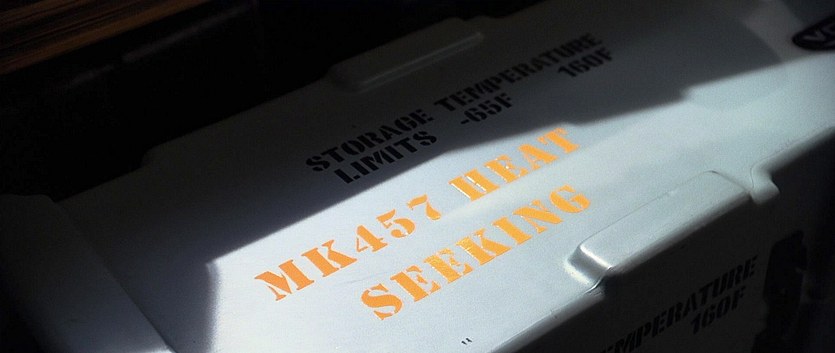 STORAGE TEMPERATURE
LIMITS -65F 160F
MK457 HEAT
SEEKING
TEMPERATURE
160F